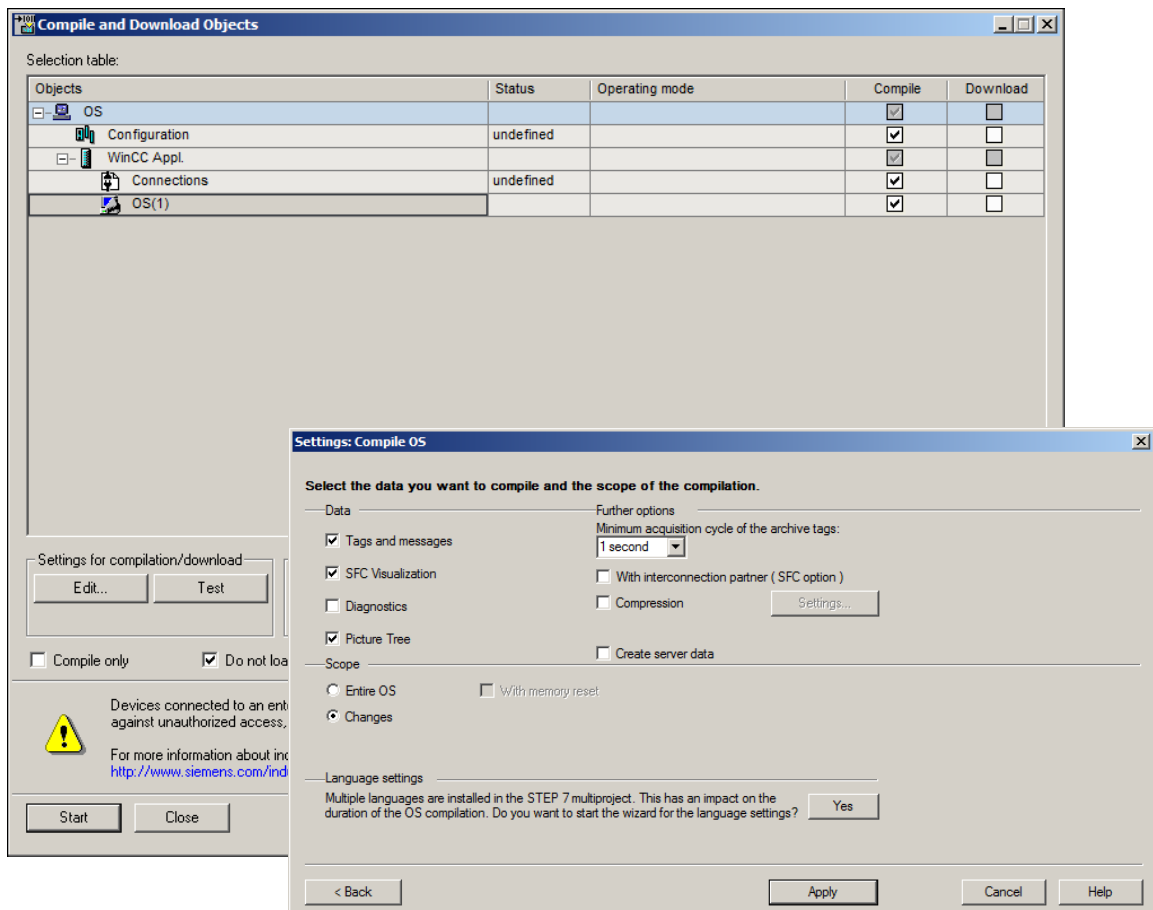 Compile and Download Objects
Selection table:
Objects Status Operating mode Compile Download
OS
Configuration undefined
WinCC Appl.
Connections undefined
OS(1)
Settings for compilation/download
Edit... Test
Compile only Do not loa
Devices connected to an ent
against unauthorized access,
For more information about ind
http://www.siemens.com/indu
Start Close
Settings: Compile OS
Select the data you want to compile and the scope of the compilation.
Data
Tags and messages
SFC Visualization
Diagnostics
Picture Tree
Further options
Minimum acquisition cycle of the archive tags:
1 second
With interconnection partner ( SFC option )
Compression Settings...
Create server data
Scope
Entire OS With memory reset
Changes
Language settings
Multiple languages are installed in the STEP 7 multiproject. This has an impact on the
duration of the OS compilation. Do you want to start the wizard for the language settings? Yes
< Back Apply Cancel Help